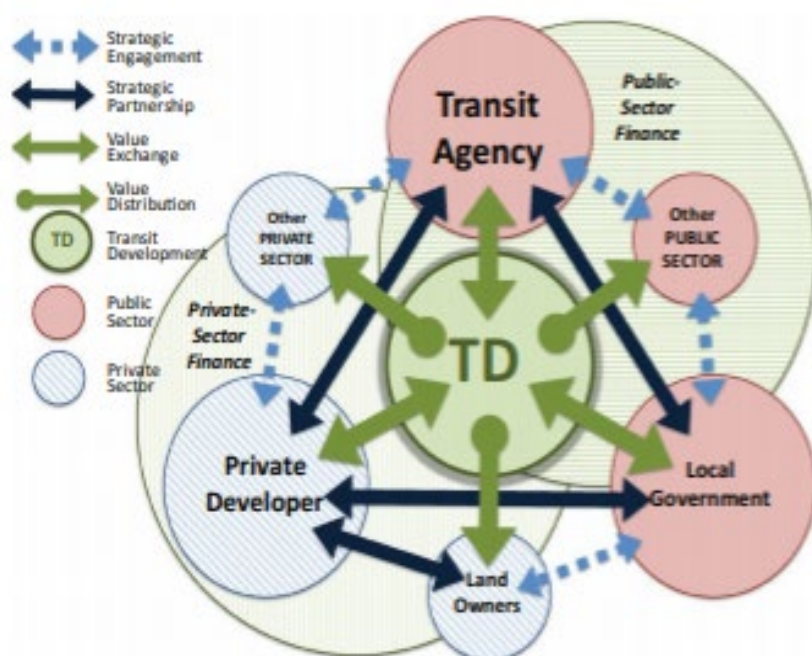 Strategic
Engagement
Strategic
Partnership
Value
Exchange
Value
Distribution
TD
Transit
Development
Public
Sector
Private
Sector
Transit
Agency
Public-
Sector
Finance
Other
PRIVATE
SECTOR
Other
PUBLIC
SECTOR
Private-
Sector
Finance
TD
Private
Developer
Local
Government
Land
Owners